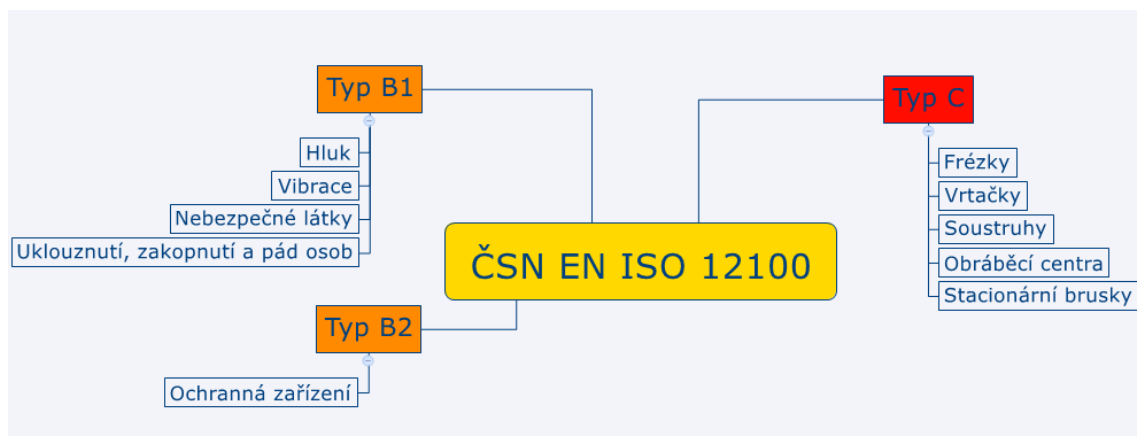 Typ B1
Hluk
Vibrace
Nebezpečné látky
Uklouznutí, zakopnutí a pád osob
Typ B2
Ochranná zařízení
ČSN EN ISO 12100
Typ C
Frézky
Vrtačky
Soustruhy
Obráběcí centra
Stacionární brusky